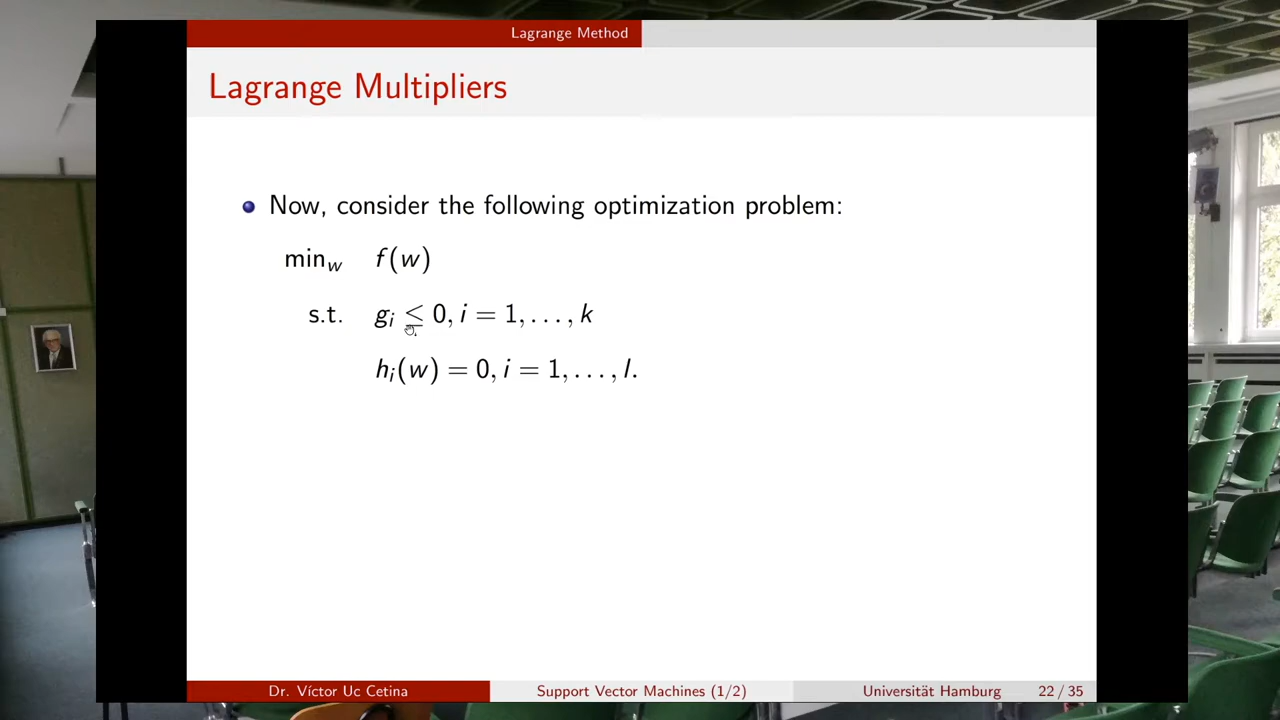 Lagrange Method
Lagrange Multipliers
Now, consider the following optimization problem:
min_w f(w)
s.t. g_i ≤ 0, i = 1, . . . , k
h_i(w) = 0, i = 1, . . . , l.
Dr. Víctor Uc Cetina Support Vector Machines (1/2) Universität Hamburg 22 / 35